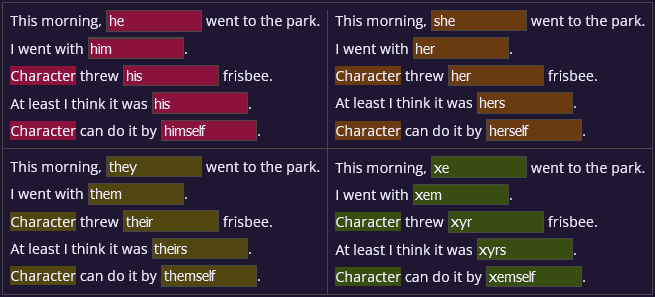 This morning, he went to the park.
I went with him.
Character threw his frisbee.
At least I think it was his.
Character can do it by himself.
This morning, she went to the park.
I went with her.
Character threw her frisbee.
At least I think it was hers.
Character can do it by herself.
This morning, they went to the park.
I went with them.
Character threw their frisbee.
At least I think it was theirs.
Character can do it by themself.
This morning, xe went to the park.
I went with xem.
Character threw xyr frisbee.
At least I think it was xyrs.
Character can do it by xemself.